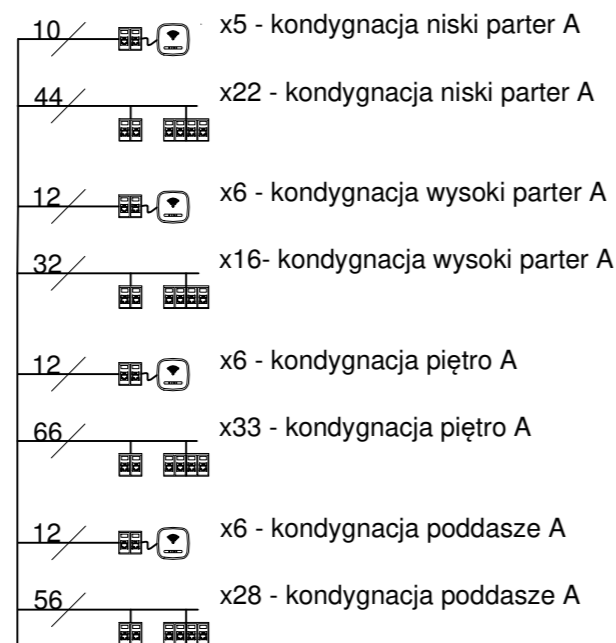 10 x5 - kondygnacja niski parter A
44 x22 - kondygnacja niski parter A
12 x6 - kondygnacja wysoki parter A
32 x16- kondygnacja wysoki parter A
12 x6 - kondygnacja piętro A
66 x33 - kondygnacja piętro A
12 x6 - kondygnacja poddasze A
56 x28 - kondygnacja poddasze A